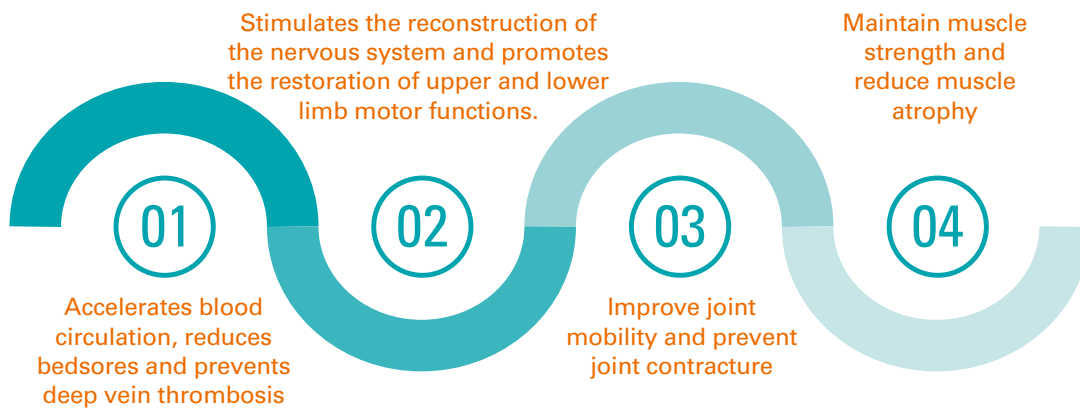 01
Accelerates blood
circulation, reduces
bedsores and prevents
deep vein thrombosis
Stimulates the reconstruction of
the nervous system and promotes
the restoration of upper and lower
limb motor functions.
02
03
Improve joint
mobility and prevent
joint contracture
Maintain muscle
strength and
reduce muscle
atrophy
04